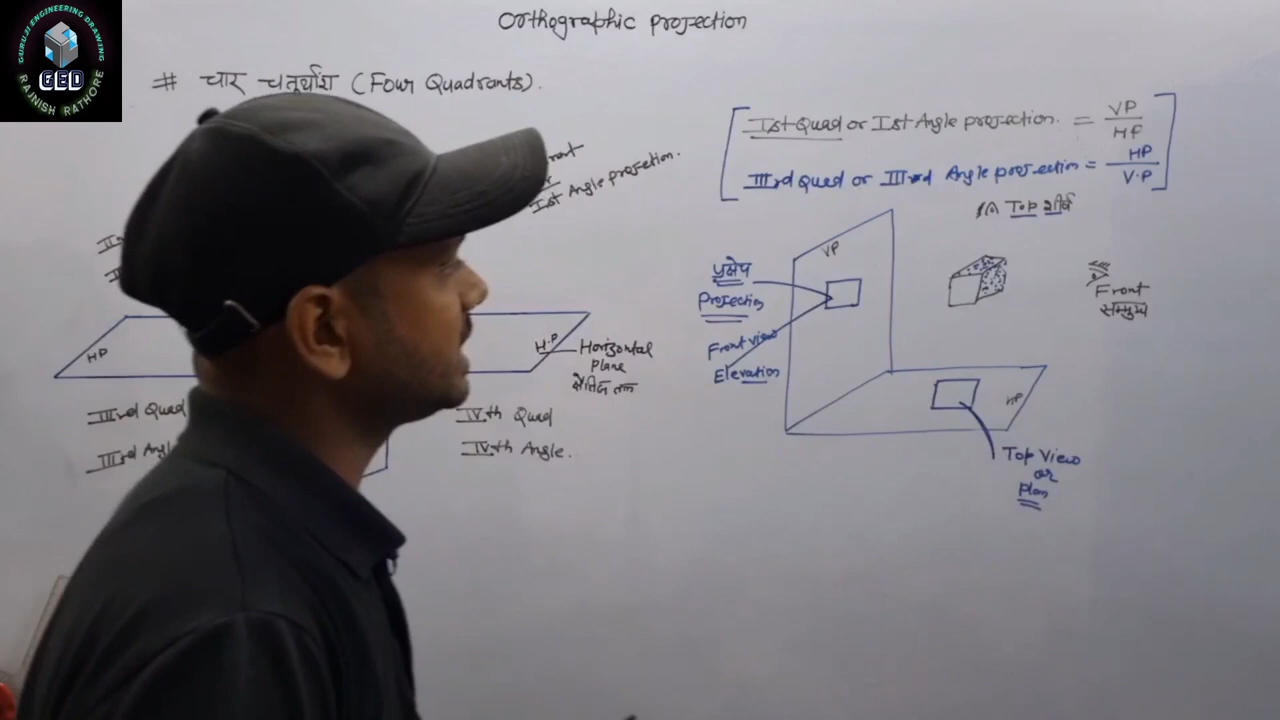 Orthographic projection
# चार चतुर्थांश (Four Quadrants).
GURUJI ENGINEERING DRAWING
GED
RAJNISH RATHORE
Ist Quad or Ist Angle projection. = VP / HP
IIIrd Quad or IIIrd Angle projection = HP / V.P
Ist Angle projection.
Top शीर्ष
VP
प्रक्षेप
Projection
Front view
Elevation
Front
सम्मुख
HP
H.P
Horizontal
Plane
क्षैतिज तल
HP
IIIrd Quad
IVth Quad
IIIrd Angle
IVth Angle.
Top View
or
Plan